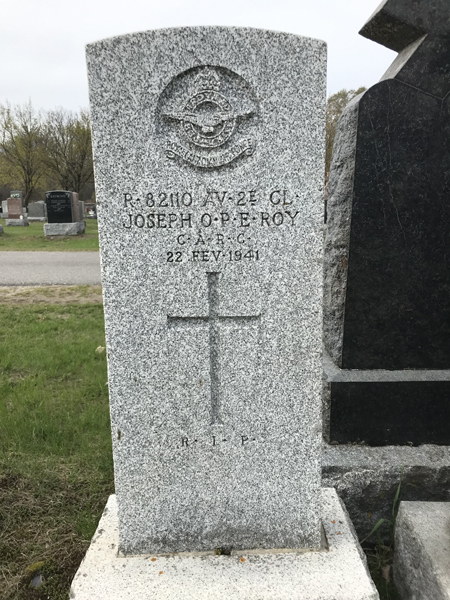 R·82110 AV·2E CL·
JOSEPH O·P·E·ROY
C·A·R·C·
22 FEV·1941
R·I·P·